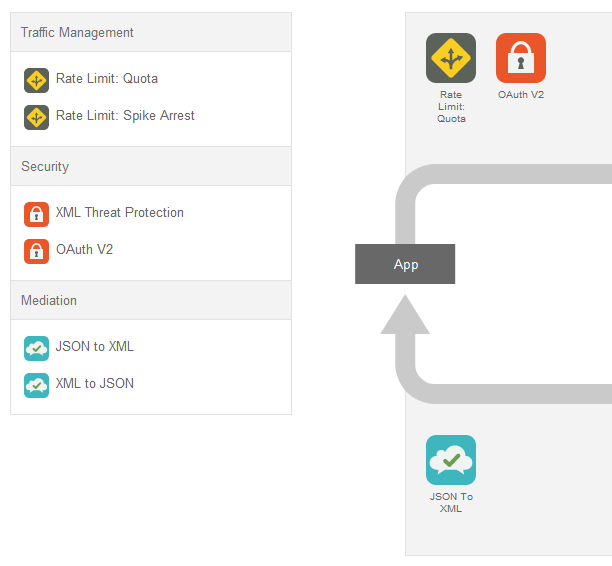 Traffic Management
Rate Limit: Quota
Rate Limit: Spike Arrest
Security
XML Threat Protection
OAuth V2
Mediation
JSON to XML
XML to JSON
Rate
Limit:
Quota
OAuth V2
App
JSON To
XML